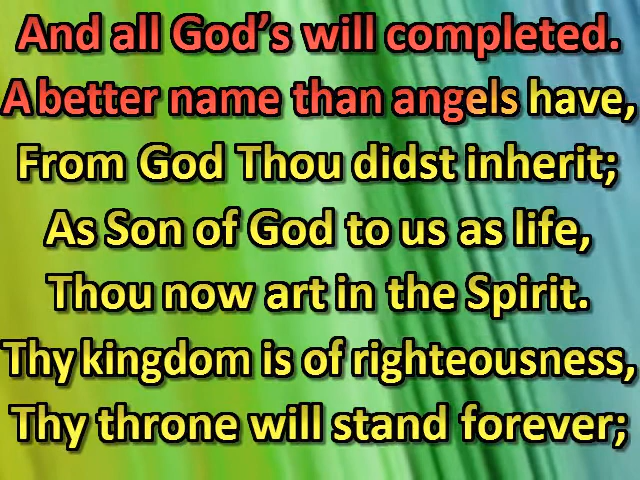 And all God’s will completed.
A better name than angels have,
From God Thou didst inherit;
As Son of God to us as life,
Thou now art in the Spirit.
Thy kingdom is of righteousness,
Thy throne will stand forever;